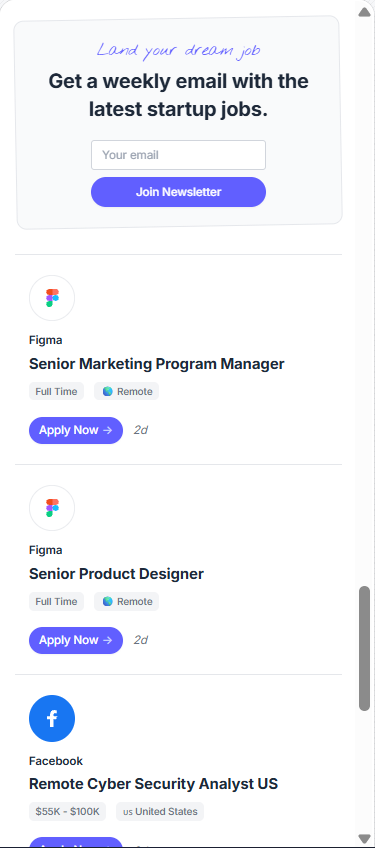 Land your dream job
Get a weekly email with the
latest startup jobs.
Your email
Join Newsletter
Figma
Senior Marketing Program Manager
Full Time Remote
Apply Now → 2d
Figma
Senior Product Designer
Full Time Remote
Apply Now → 2d
Facebook
Remote Cyber Security Analyst US
$55K - $100K us United States